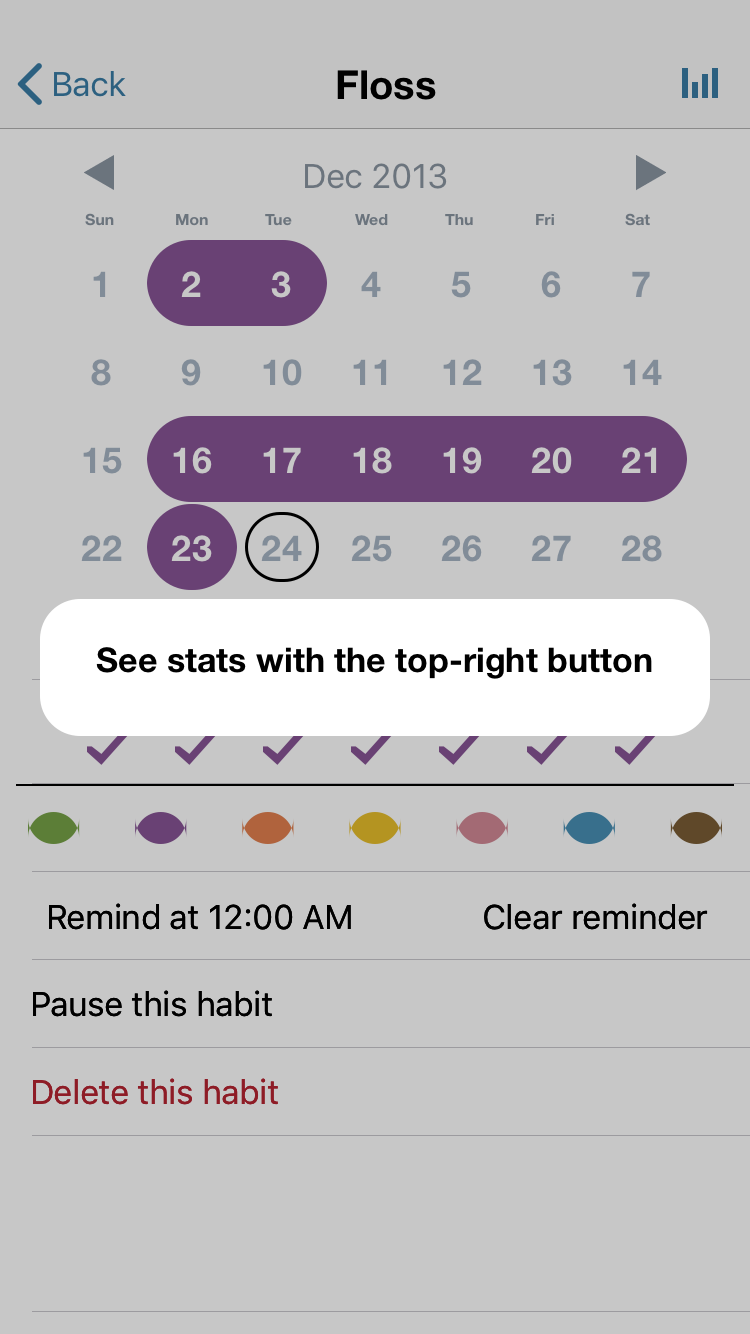 Back Floss
Dec 2013
Sun Mon Tue Wed Thu Fri Sat
1 2 3 4 5 6 7
8 9 10 11 12 13 14
15 16 17 18 19 20 21
22 23 24 25 26 27 28
See stats with the top-right button
Remind at 12:00 AM Clear reminder
Pause this habit
Delete this habit